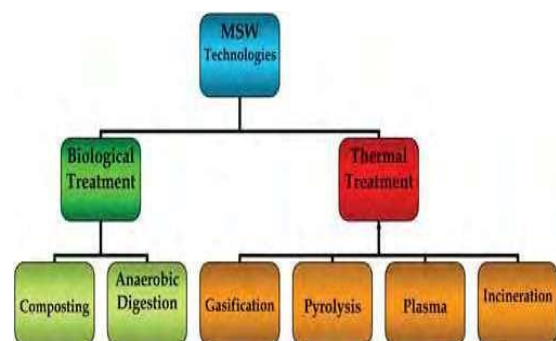 MSW
Technologies
Biological
Treatment
Thermal
Treatment
Composting
Anaerobic
Digestion
Gasification
Pyrolysis
Plasma
Incineration